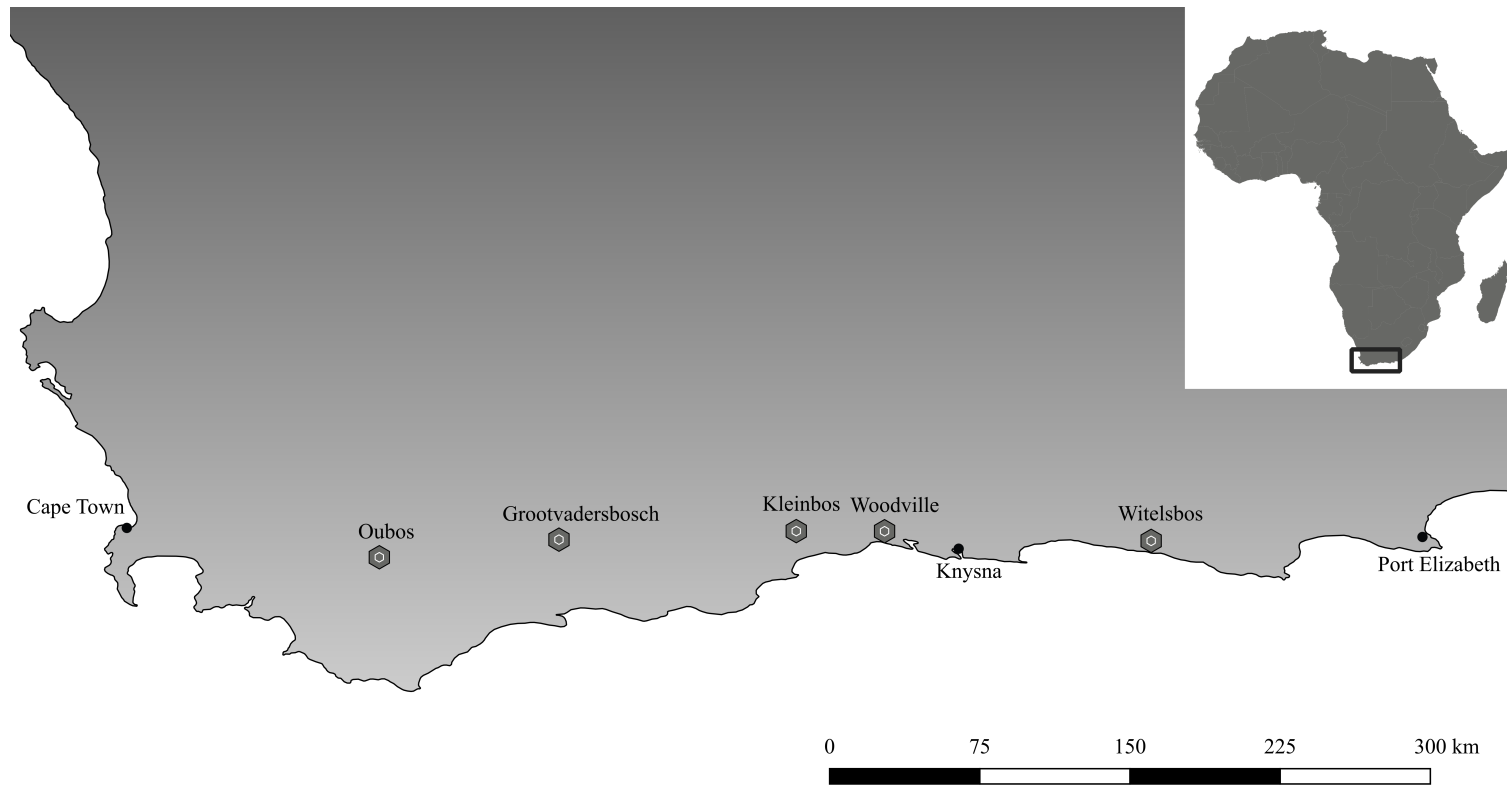 Cape Town
Oubos
Grootvadersbosch
Kleinbos
Woodville
Knysna
Witelsbos
Port Elizabeth
0 75 150 225 300 km